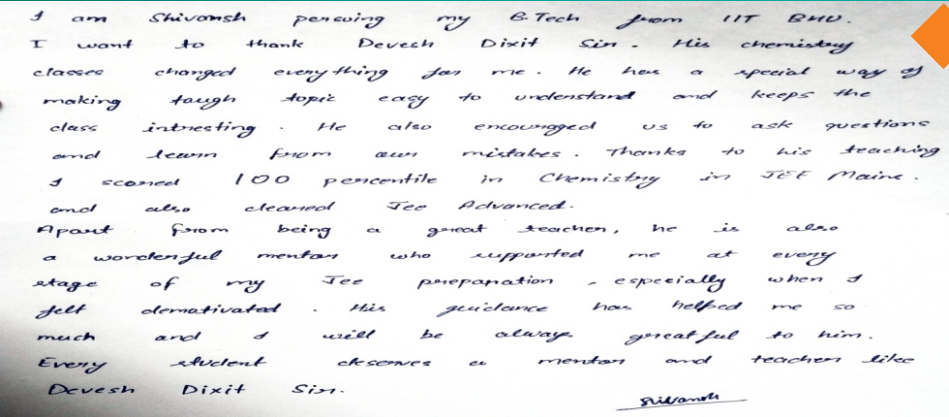 I am Shivansh persuing my B.Tech from IIT BHU.
I want to thank Devesh Dixit Sir. His chemistry
classes changed everything for me. He has a special way of
making tough topic easy to understand and keeps the
class intresting. He also encouraged us to ask questions
and learn from our mistakes. Thanks to his teaching
I scored 100 percentile in Chemistry in JEE Mains.
and also cleared Jee Advanced.
Apart from being a great teacher, he is also
a wonderful mentor who supported me at every
stage of my Jee preparation, especially when I
felt demotivated. His guidance has helped me so
much and I will be always greatful to him.
Every student deserves a mentor and teacher like
Devesh Dixit Sir.
Shivansh